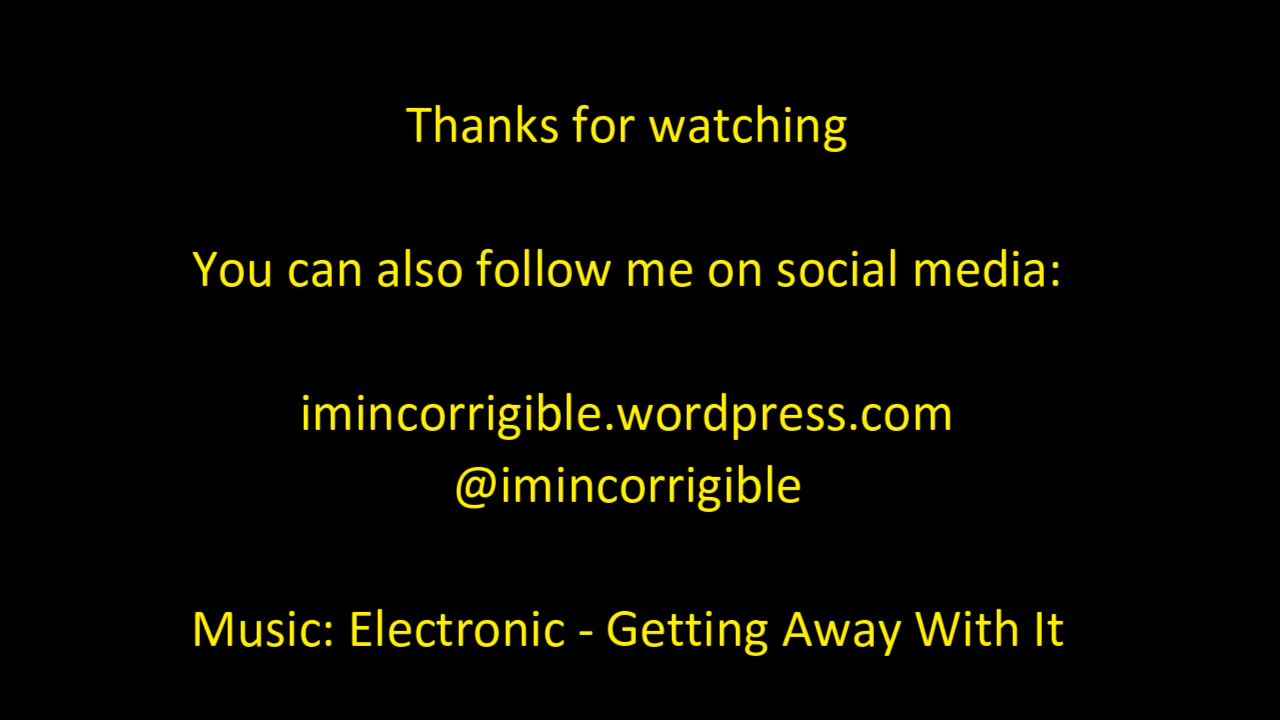 Thanks for watching
You can also follow me on social media:
imincorrigible.wordpress.com
@imincorrigible
Music: Electronic - Getting Away With It